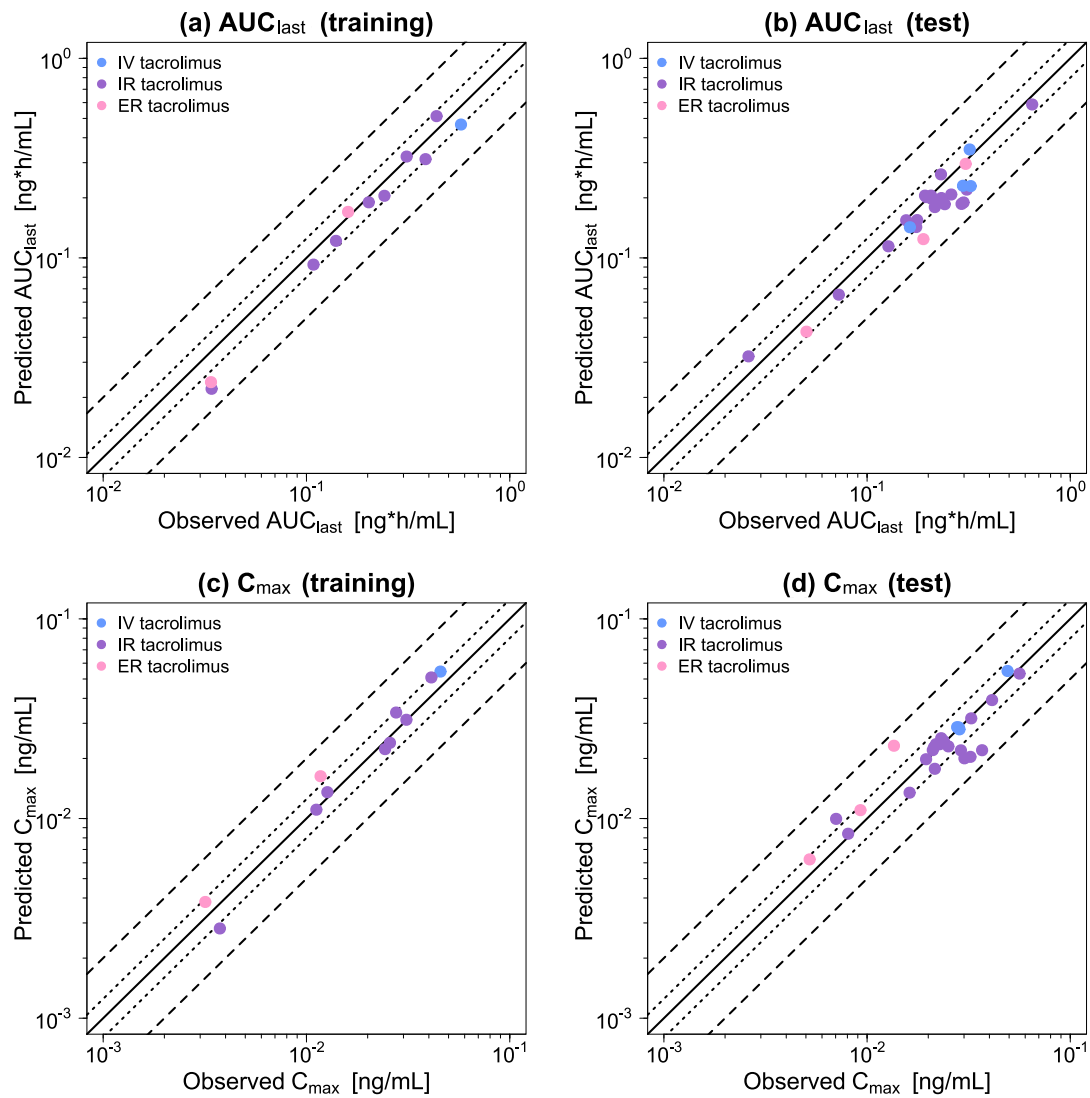 (a) AUClast (training)
10^0
10^-1
10^-2
Predicted AUClast [ng*h/mL]
IV tacrolimus
IR tacrolimus
ER tacrolimus
10^-2 10^-1 10^0
Observed AUClast [ng*h/mL]
(b) AUClast (test)
10^0
10^-1
10^-2
Predicted AUClast [ng*h/mL]
IV tacrolimus
IR tacrolimus
ER tacrolimus
10^-2 10^-1 10^0
Observed AUClast [ng*h/mL]
(c) Cmax (training)
10^-1
10^-2
10^-3
Predicted Cmax [ng/mL]
IV tacrolimus
IR tacrolimus
ER tacrolimus
10^-3 10^-2 10^-1
Observed Cmax [ng/mL]
(d) Cmax (test)
10^-1
10^-2
10^-3
Predicted Cmax [ng/mL]
IV tacrolimus
IR tacrolimus
ER tacrolimus
10^-3 10^-2 10^-1
Observed Cmax [ng/mL]